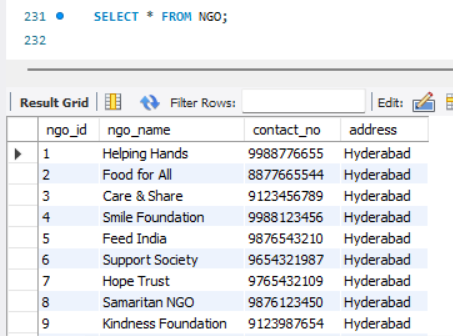 231 SELECT * FROM NGO;
232
Result Grid Filter Rows: Edit:
ngo_id ngo_name contact_no address
1 Helping Hands 9988776655 Hyderabad
2 Food for All 8877665544 Hyderabad
3 Care & Share 9123456789 Hyderabad
4 Smile Foundation 9988123456 Hyderabad
5 Feed India 9876543210 Hyderabad
6 Support Society 9654321987 Hyderabad
7 Hope Trust 9765432109 Hyderabad
8 Samaritan NGO 9876123450 Hyderabad
9 Kindness Foundation 9123987654 Hyderabad